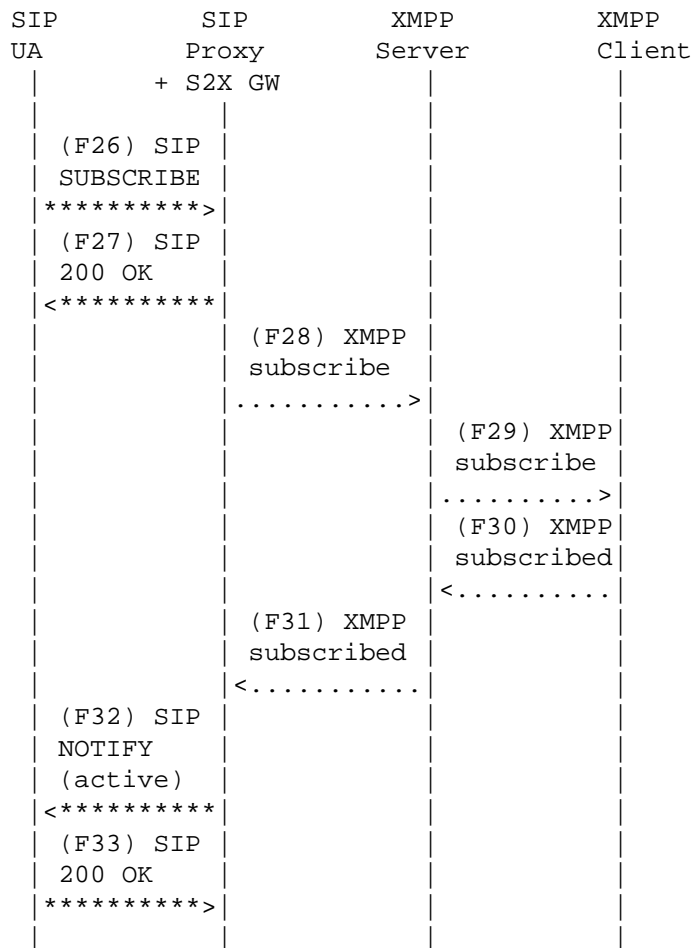 SIP SIP XMPP XMPP
UA Proxy Server Client
+ S2X GW
(F26) SIP
SUBSCRIBE
**********>
(F27) SIP
200 OK
<**********
(F28) XMPP
subscribe
...........>
(F29) XMPP
subscribe
..........>
(F30) XMPP
subscribed
<..........
(F31) XMPP
subscribed
<...........
(F32) SIP
NOTIFY
(active)
<**********
(F33) SIP
200 OK
**********>